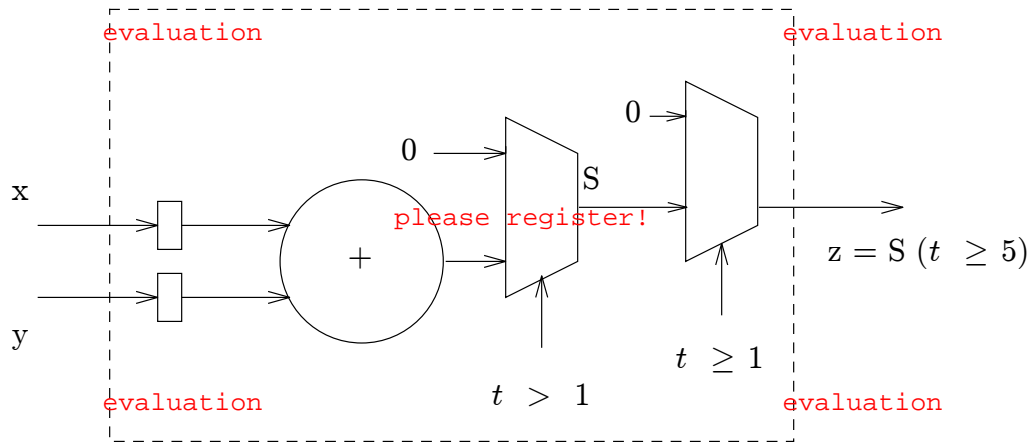 evaluation
evaluation
0
0
S
x
please register!
+
z = S (t ≥ 5)
y
t ≥ 1
t > 1
evaluation
evaluation